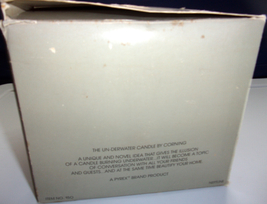 THE UN-DERWATER CANDLE BY CORNING
A UNIQUE AND NOVEL IDEA THAT GIVES THE ILLUSION
OF A CANDLE BURNING UNDERWATER. IT WILL BECOME A TOPIC
OF CONVERSATION WITH ALL YOUR FRIENDS
AND GUESTS, AND AT THE SAME TIME BEAUTIFY YOUR HOME.
A PYREX BRAND PRODUCT